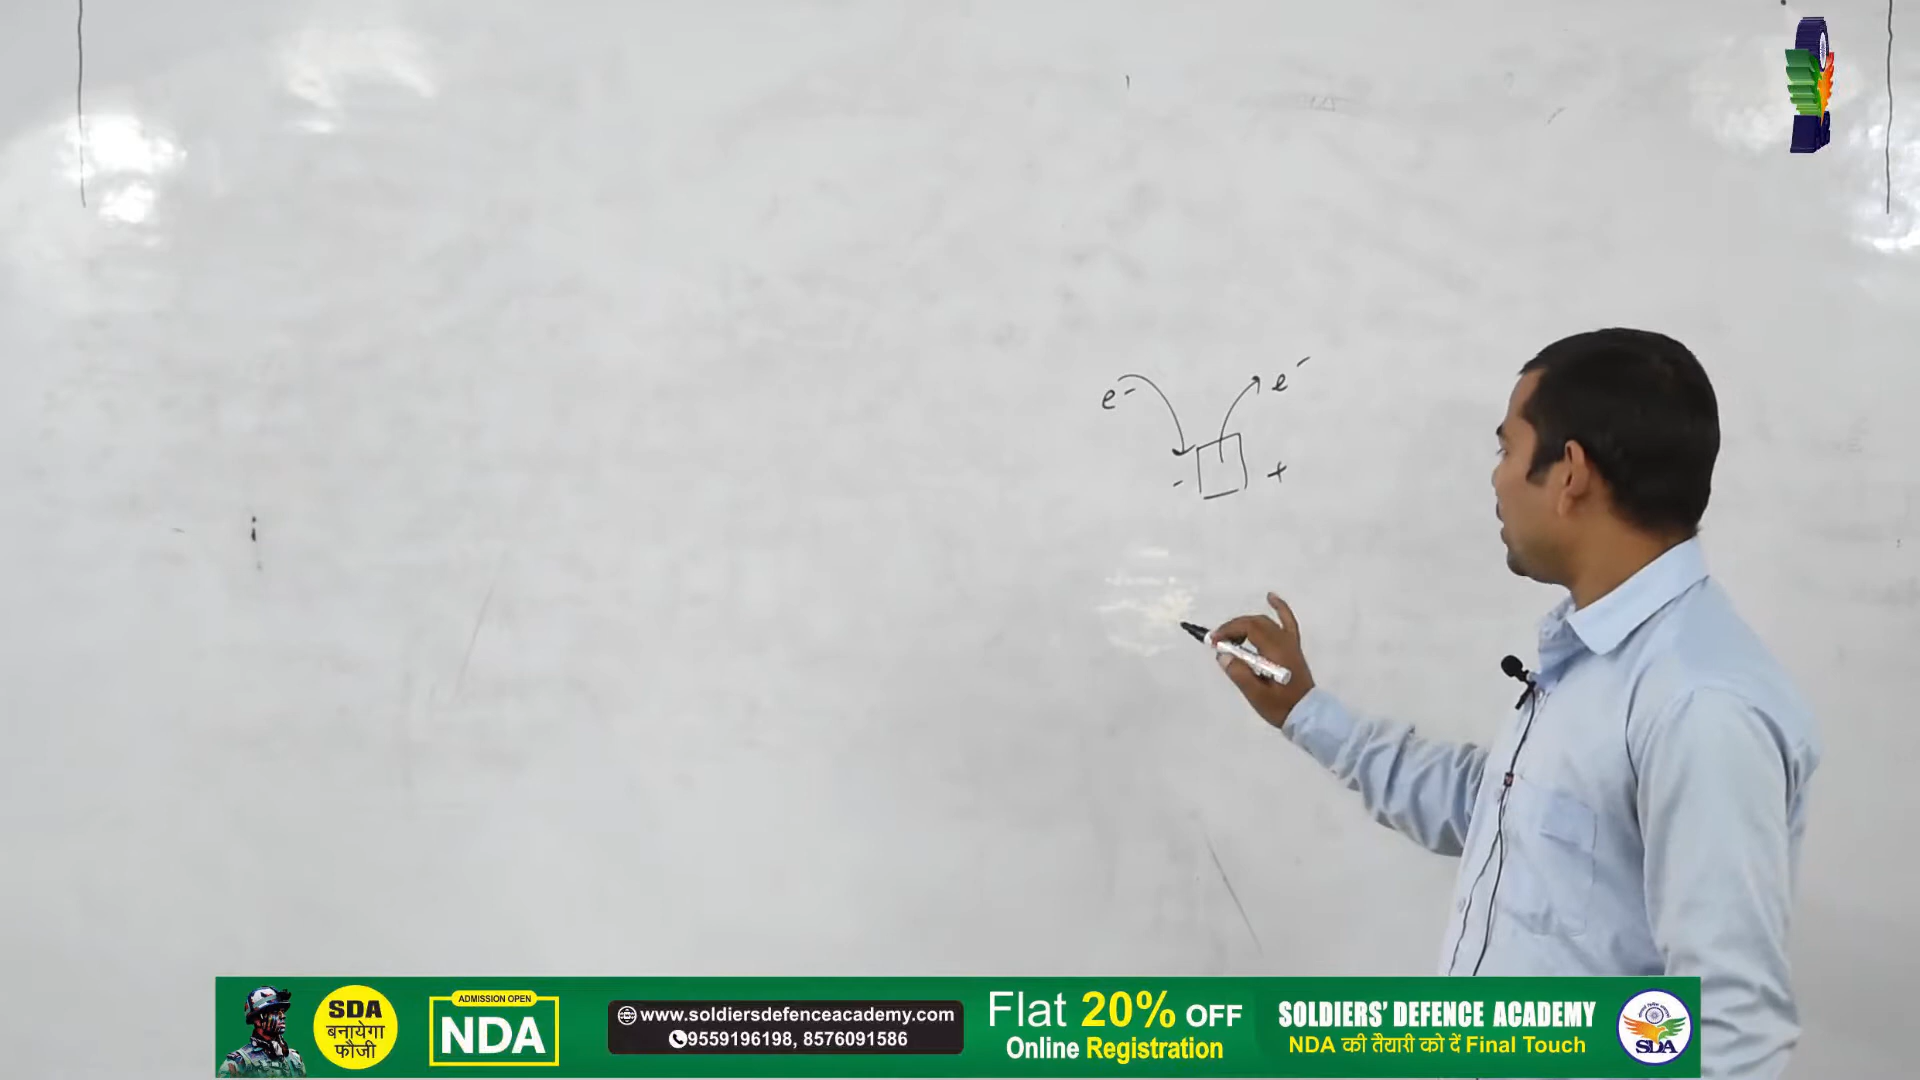 e⁻ e⁻
- +
SDA
बनायेगा
फौजी
ADMISSION OPEN
NDA
www.soldiersdefenceacademy.com
9559196198, 8576091586
Flat 20% OFF
Online Registration
SOLDIERS' DEFENCE ACADEMY
NDA की तैयारी को दें Final Touch
SDA